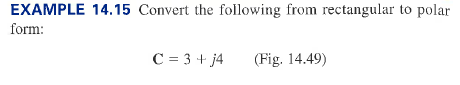 EXAMPLE 14.15 Convert the following from rectangular to polar
form:
C = 3 + j4 (Fig. 14.49)